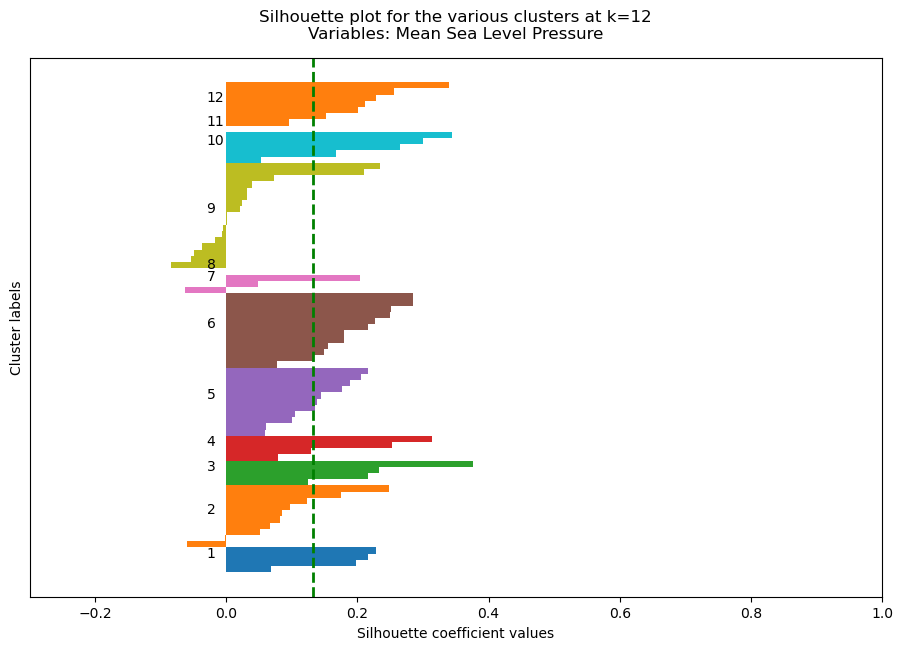 Silhouette plot for the various clusters at k=12
Variables: Mean Sea Level Pressure
Cluster labels
12
11
10
9
8
7
6
5
4
3
2
1
−0.2 0.0 0.2 0.4 0.6 0.8 1.0
Silhouette coefficient values